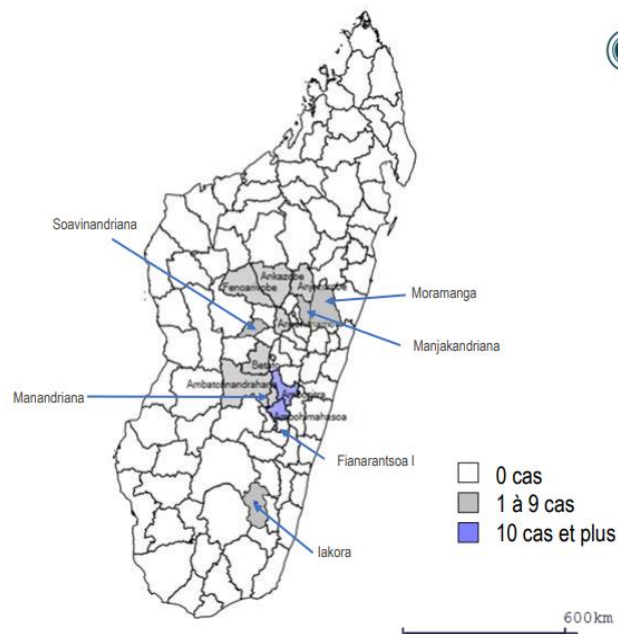 Soavinandriana
Ankazobe
Fenoarivobe
Anjozorobe
Moramanga
Manjakandriana
Betafo
Ambatofinandrahana
Manandriana
Ambositra
Ambohimahasoa
Fianarantsoa I
Iakora
0 cas
1 à 9 cas
10 cas et plus
600km